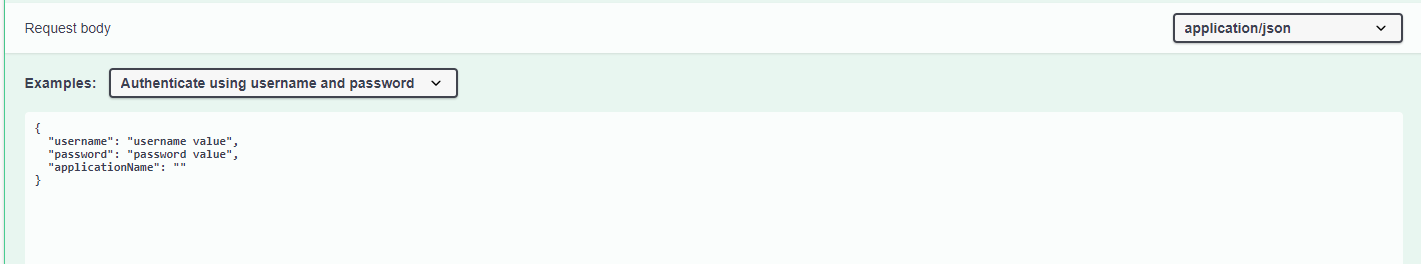 Request body
application/json
Examples:
Authenticate using username and password
{
  "username": "username value",
  "password": "password value",
  "applicationName": ""
}